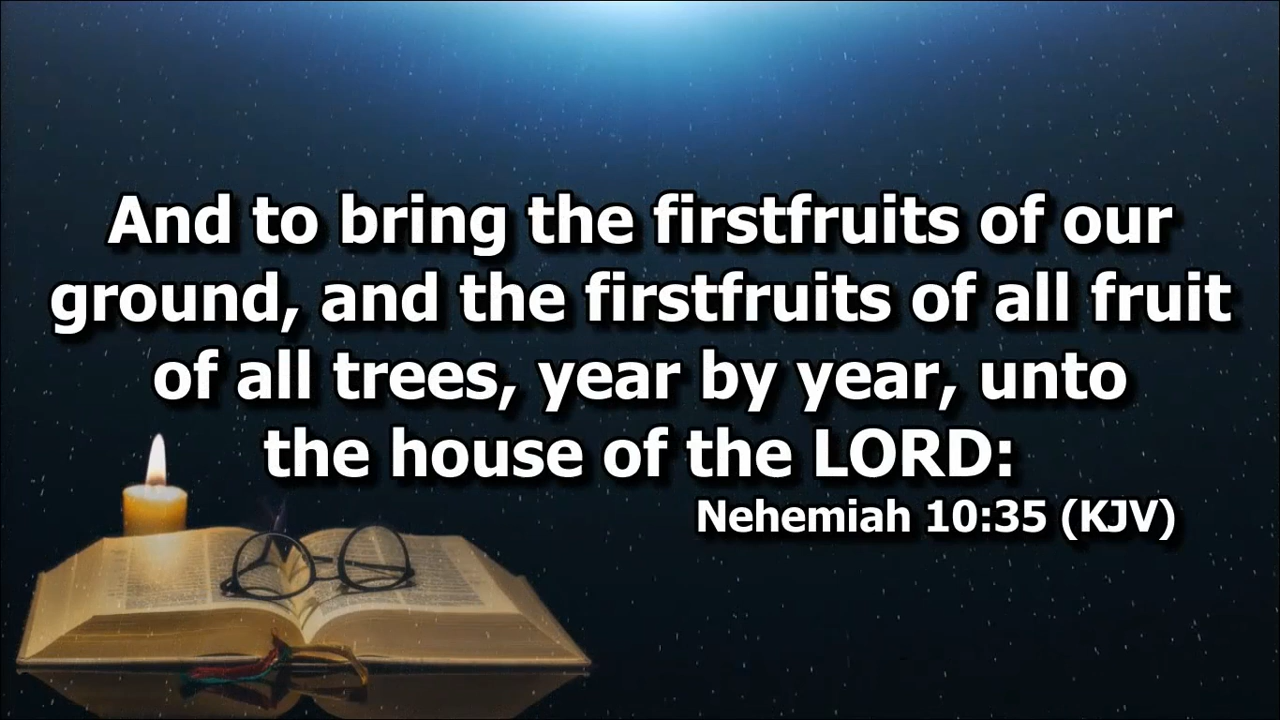 And to bring the firstfruits of our
ground, and the firstfruits of all fruit
of all trees, year by year, unto
the house of the LORD:
Nehemiah 10:35 (KJV)